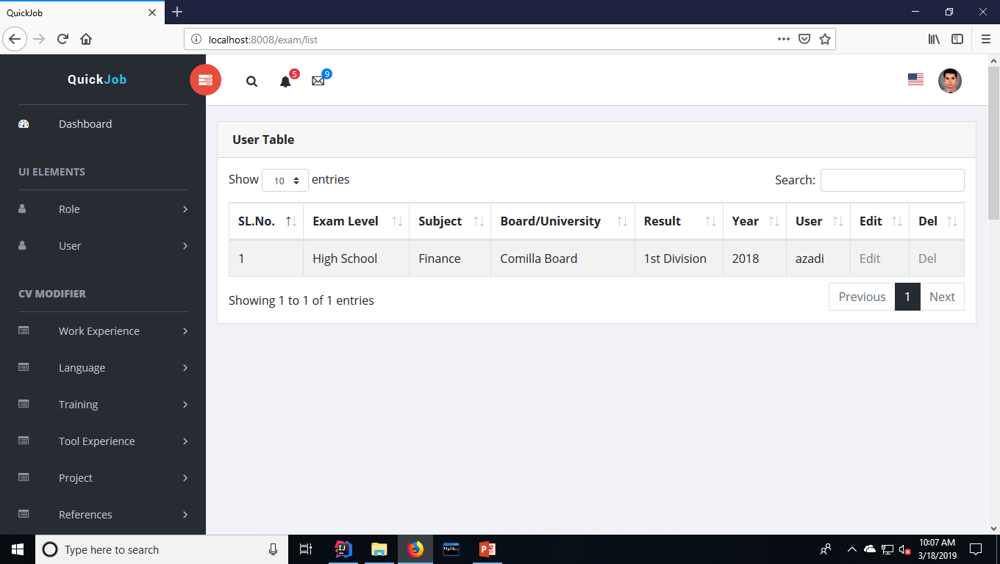 QuickJob
localhost:8008/exam/list
QuickJob
5
9
Dashboard
UI ELEMENTS
Role
User
CV MODIFIER
Work Experience
Language
Training
Tool Experience
Project
References
User Table
Show 10 entries
Search:
SL.No. Exam Level Subject Board/University Result Year User Edit Del
1 High School Finance Comilla Board 1st Division 2018 azadi Edit Del
Showing 1 to 1 of 1 entries
Previous 1 Next
Type here to search
IJ
MySQL
P
10:07 AM
3/18/2019